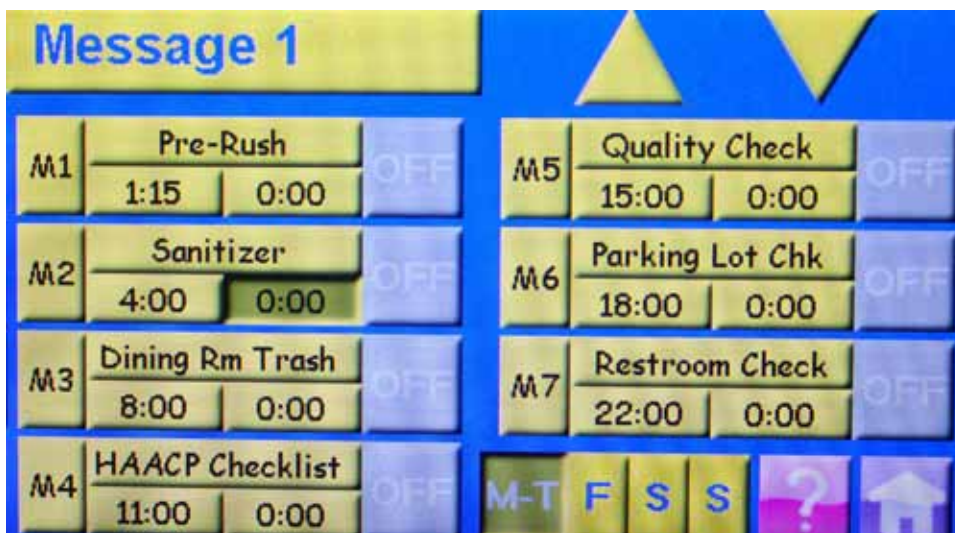 Message 1
M1
Pre-Rush
OFF
1:15 0:00
M2
Sanitizer
OFF
4:00 0:00
M3
Dining Rm Trash
OFF
8:00 0:00
M4
HAACP Checklist
OFF
11:00 0:00
M5
Quality Check
OFF
15:00 0:00
M6
Parking Lot Chk
OFF
18:00 0:00
M7
Restroom Check
OFF
22:00 0:00
M-T F S S ?